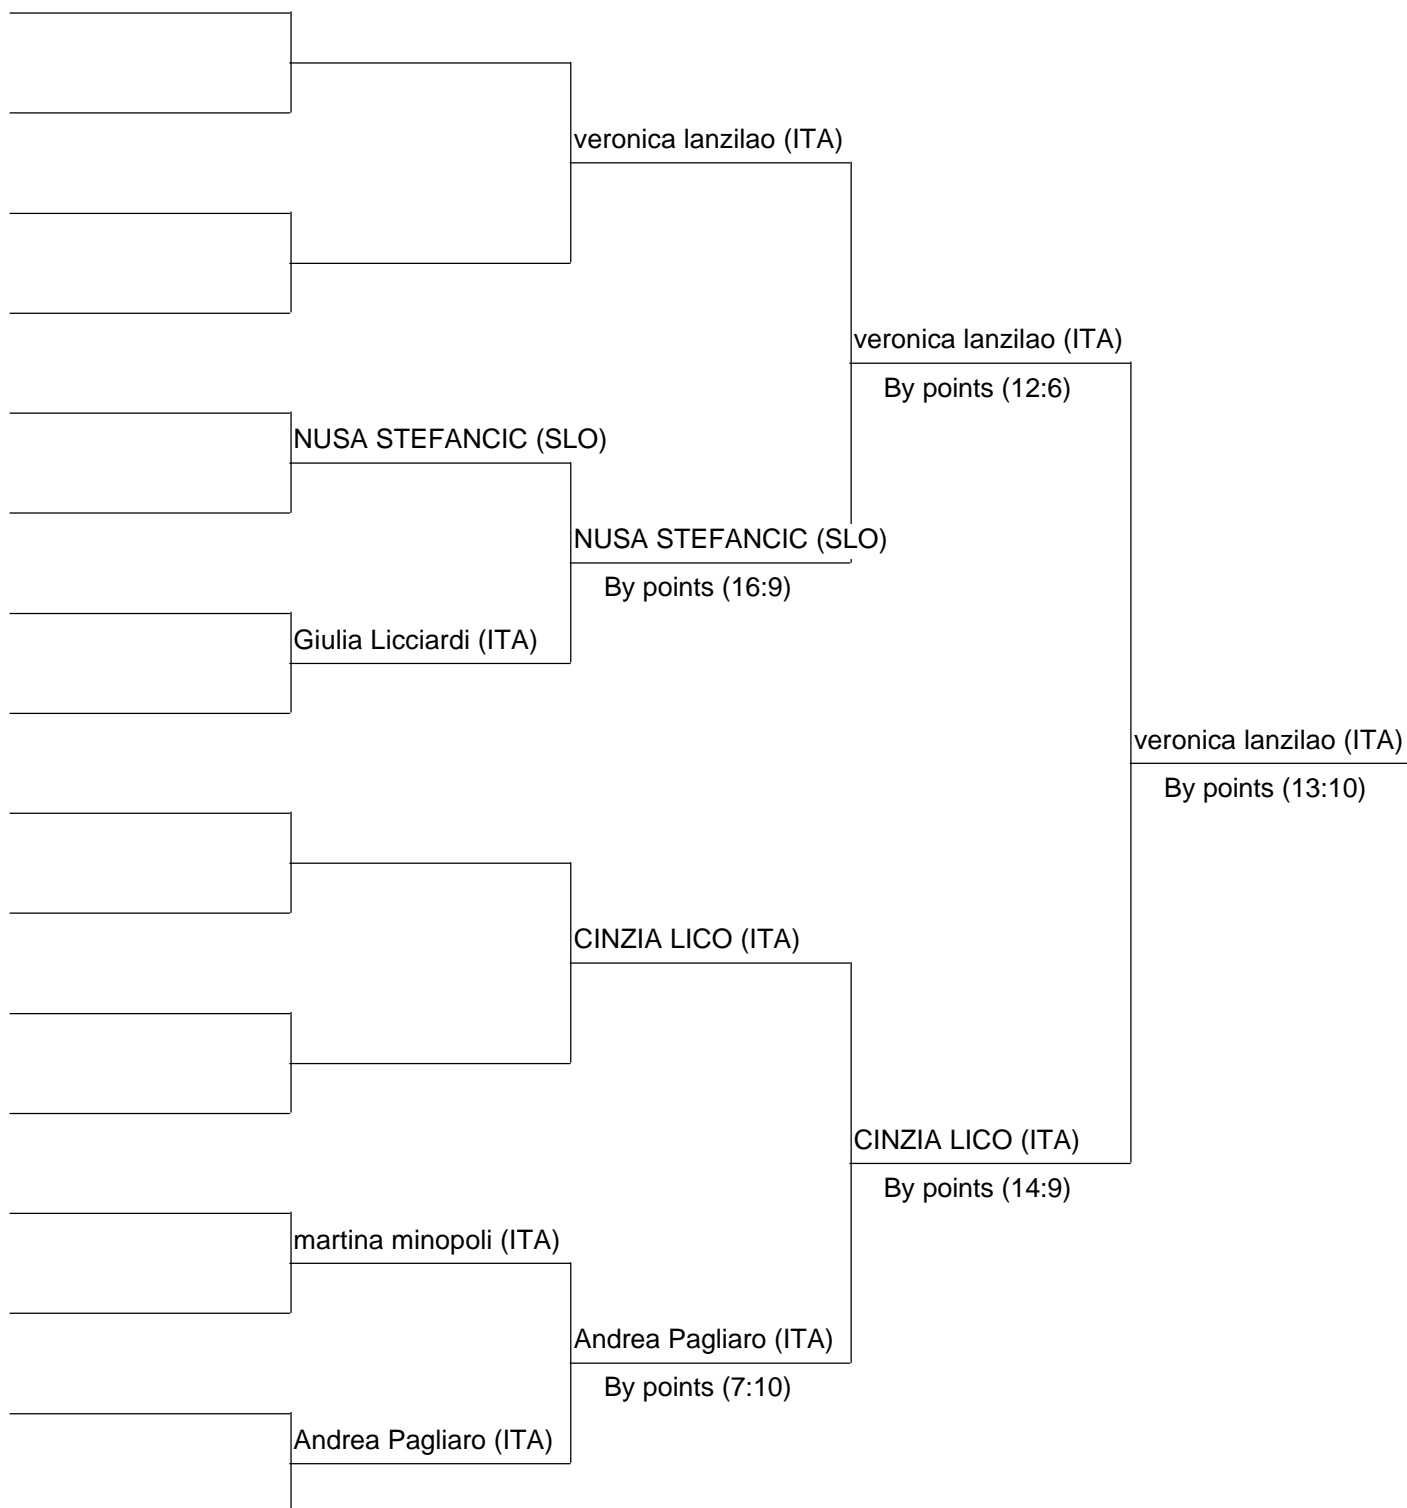 veronica lanzilao (ITA)
veronica lanzilao (ITA)
By points (12:6)
NUSA STEFANCIC (SLO)
NUSA STEFANCIC (SLO)
By points (16:9)
Giulia Licciardi (ITA)
veronica lanzilao (ITA)
By points (13:10)
CINZIA LICO (ITA)
CINZIA LICO (ITA)
By points (14:9)
martina minopoli (ITA)
Andrea Pagliaro (ITA)
By points (7:10)
Andrea Pagliaro (ITA)